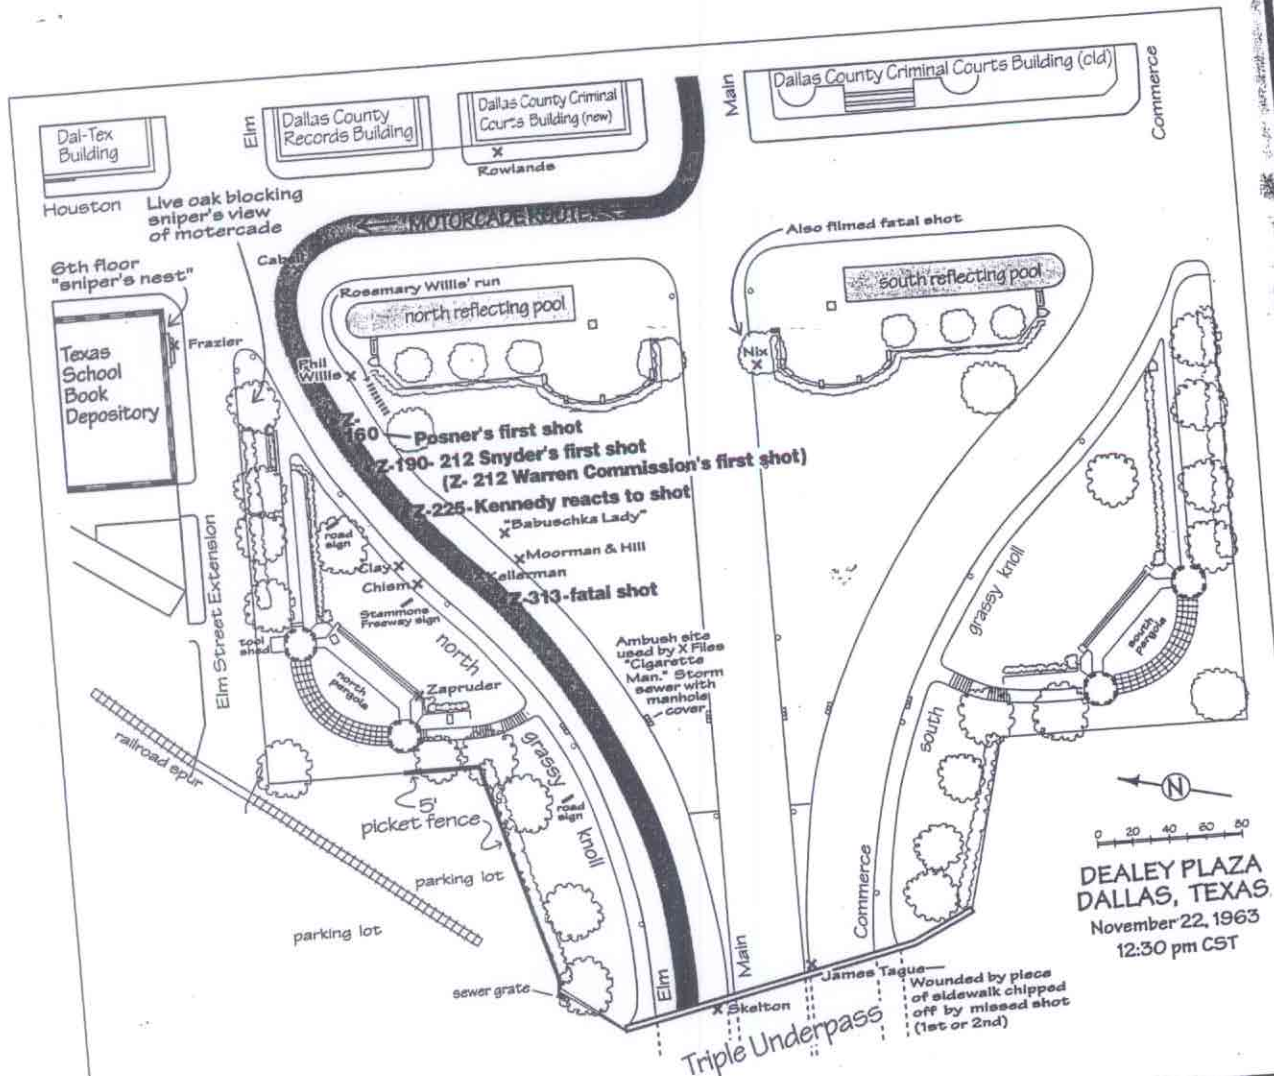 Main
Dallas County Criminal Courts Building (old)
Commerce
Dal-Tex
Building
Elm
Dallas County
Records Building
Dallas County Criminal
Courts Building (new)
Rowlands
Houston
Live oak blocking
sniper's view
of motercade
MOTORCADE ROUTE
Also filmed fatal shot
Cabell
6th floor
"sniper's nest"
Rosemary Willis' run
north reflecting pool
south reflecting pool
Frazier
Texas
School
Book
Depository
Nix
Phil
Willis
Z-
160
Posner's first shot
Z-190- 212 Snyder's first shot
(Z- 212 Warren Commission's first shot)
Z-225-Kennedy reacts to shot
"Babuschka Lady"
road
sign
Moorman & Hill
Clay
Kellerman
Chism
Z-313-fatal shot
Stemmons
Freeway sign
Elm Street Extension
tool
shed
north
pergola
north
grassy
knoll
Zapruder
Ambush site
used by X Files
"Cigarette
Man." Storm
sewer with
manhole
cover
south
grassy knoll
south
pergola
railroad spur
5'
picket fence
road
sign
parking lot
parking lot
sewer grate
Elm
Main
Commerce
N
0 20 40 60 80
DEALEY PLAZA
DALLAS, TEXAS
November 22, 1963
12:30 pm CST
James Tague
Wounded by piece
of sidewalk chipped
off by missed shot
(1st or 2nd)
Skelton
Triple Underpass